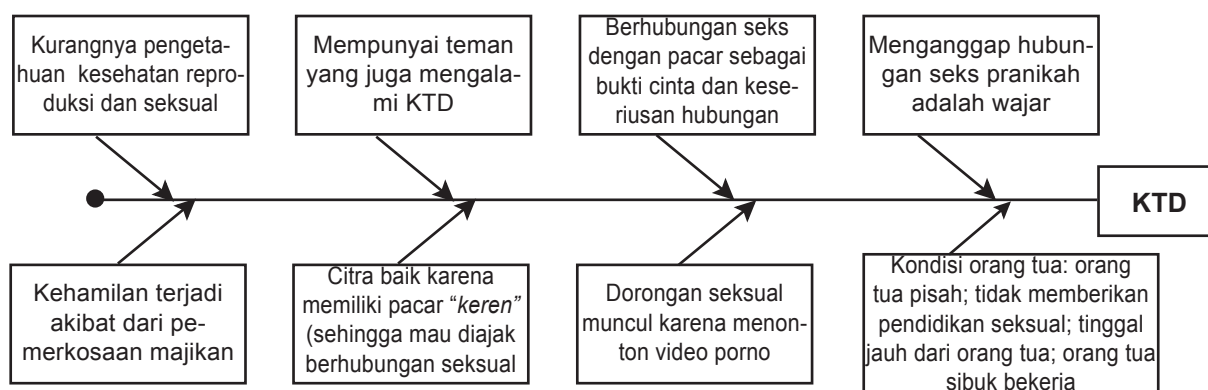 Kurangnya pengeta-
huan kesehatan repro-
duksi dan seksual
Mempunyai teman
yang juga mengala-
mi KTD
Berhubungan seks
dengan pacar sebagai
bukti cinta dan kese-
riusan hubungan
Menganggap hubun-
gan seks pranikah
adalah wajar
KTD
Kehamilan terjadi
akibat dari pe-
merkosaan majikan
Citra baik karena
memiliki pacar “keren”
(sehingga mau diajak
berhubungan seksual
Dorongan seksual
muncul karena menon-
ton video porno
Kondisi orang tua: orang
tua pisah; tidak memberikan
pendidikan seksual; tinggal
jauh dari orang tua; orang tua
sibuk bekerja